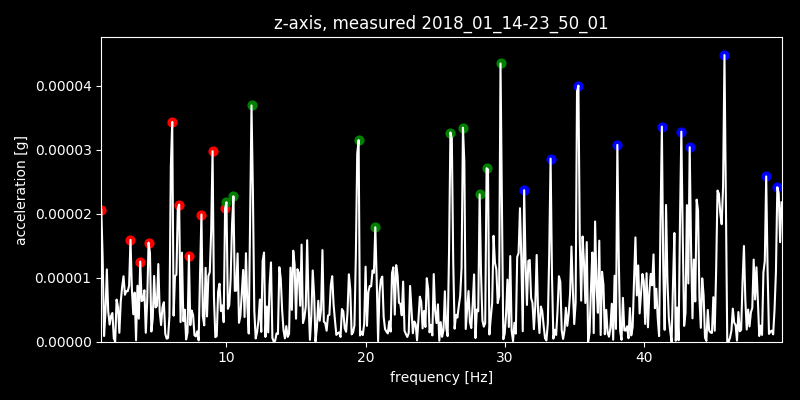 z-axis, measured 2018_01_14-23_50_01
0.00004
0.00003
0.00002
0.00001
0.00000
acceleration [g]
10 20 30 40
frequency [Hz]